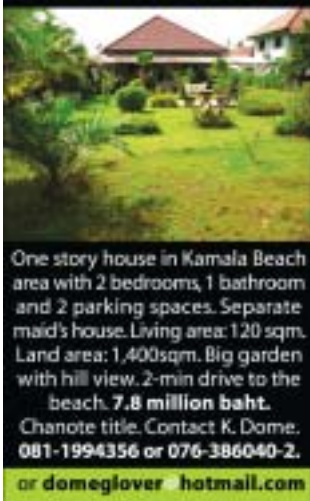 One story house in Kamala Beach
area with 2 bedrooms, 1 bathroom
and 2 parking spaces. Separate
maid's house. Living area: 120 sqm.
Land area: 1,400sqm. Big garden
with hill view. 2-min drive to the
beach. 7.8 million baht.
Chanote title. Contact K. Dome.
081-1994356 or 076-386040-2.
or domeglover@hotmail.com